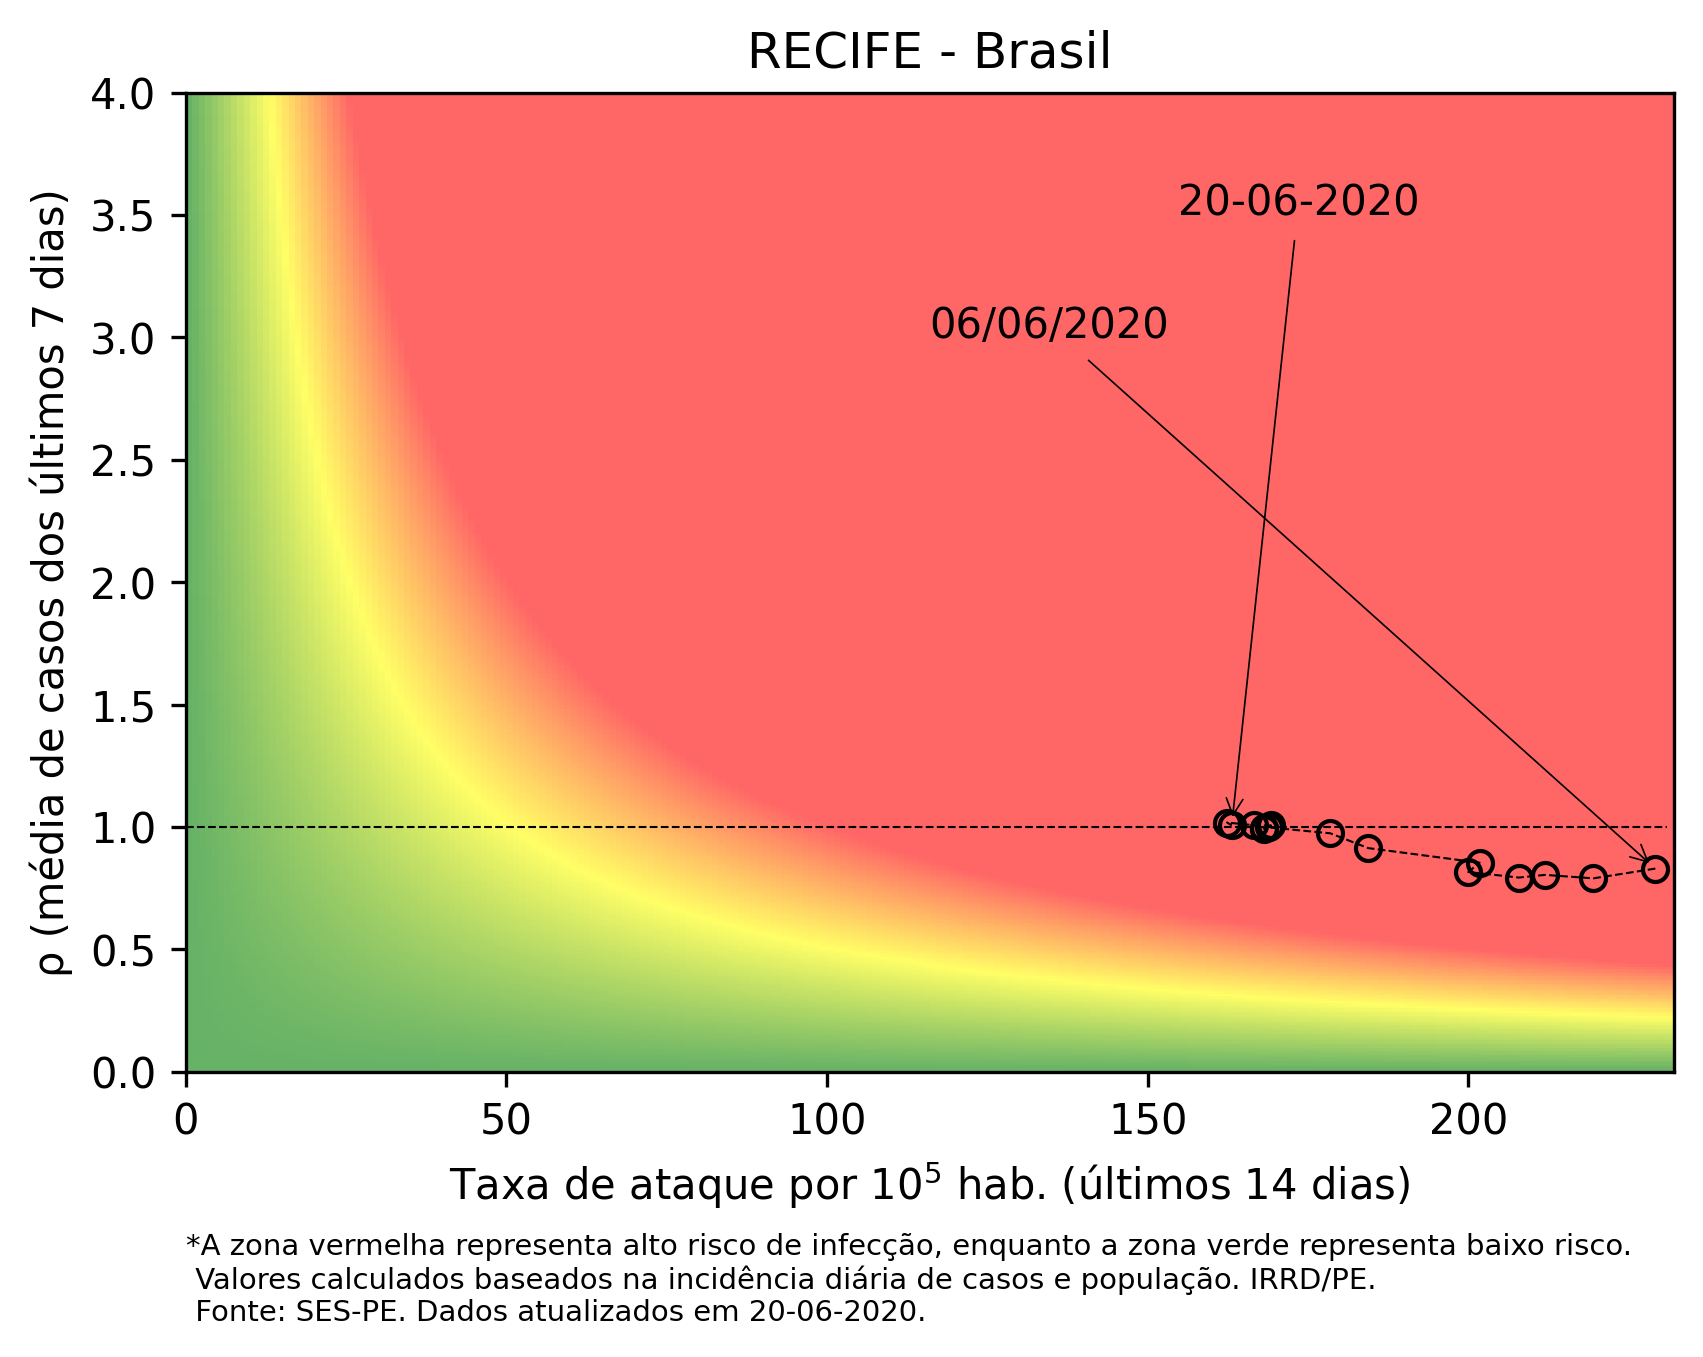 RECIFE - Brasil
4.0
3.5
3.0
2.5
2.0
1.5
1.0
0.5
0.0
ρ (média de casos dos últimos 7 dias)
20-06-2020
06/06/2020
0 50 100 150 200
Taxa de ataque por 10⁵ hab. (últimos 14 dias)
*A zona vermelha representa alto risco de infecção, enquanto a zona verde representa baixo risco.
Valores calculados baseados na incidência diária de casos e população. IRRD/PE.
Fonte: SES-PE. Dados atualizados em 20-06-2020.